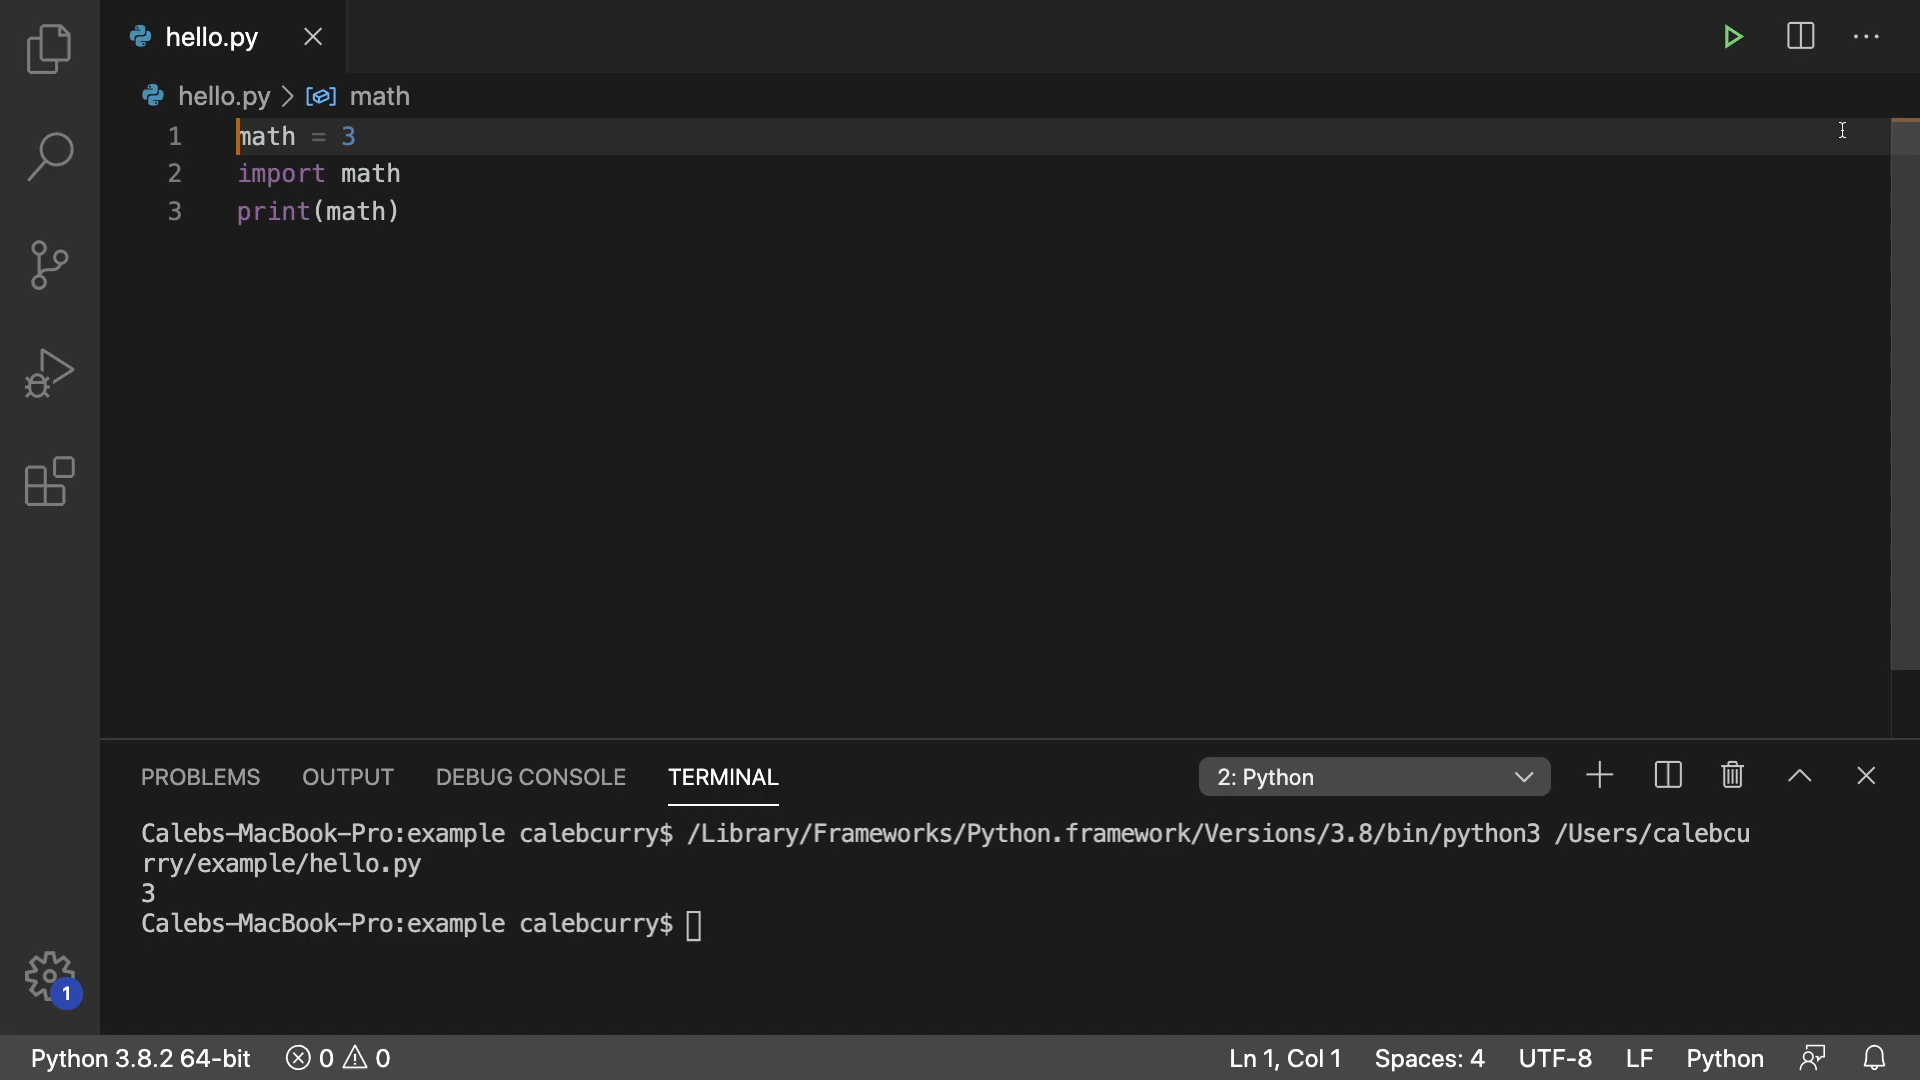 hello.py
hello.py > math
1 math = 3
2 import math
3 print(math)
PROBLEMS OUTPUT DEBUG CONSOLE TERMINAL 2: Python
Calebs-MacBook-Pro:example calebcurry$ /Library/Frameworks/Python.framework/Versions/3.8/bin/python3 /Users/calebcu
rry/example/hello.py
3
Calebs-MacBook-Pro:example calebcurry$
1
Python 3.8.2 64-bit 0 0 Ln 1, Col 1 Spaces: 4 UTF-8 LF Python